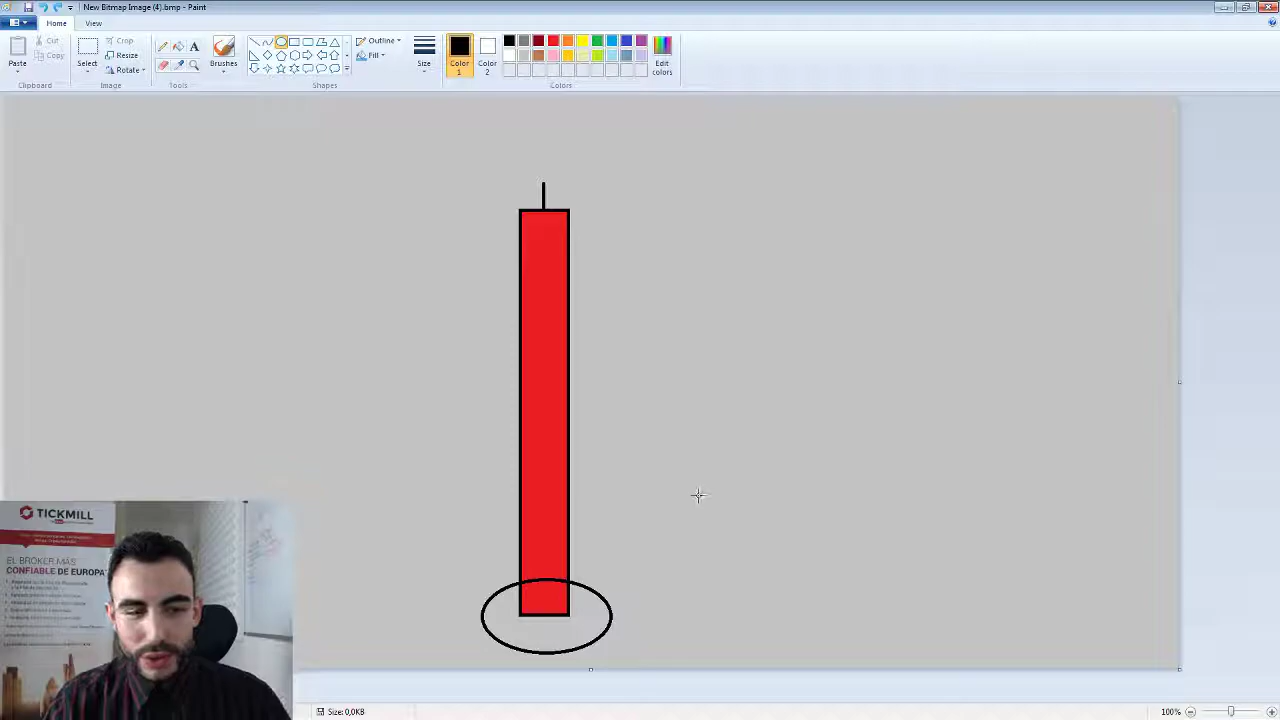 New Bitmap Image (4).bmp - Paint
Home View
Paste
Cut
Copy
Clipboard
Select
Crop
Resize
Rotate
Image
A
Tools
Brushes
Outline
Fill
Shapes
Size
Color 1
Color 2
Edit colors
Colors
TICKMILL
EL BRÓKER MÁS
CONFIABLE DE EUROPA
Size: 0,0KB
100%